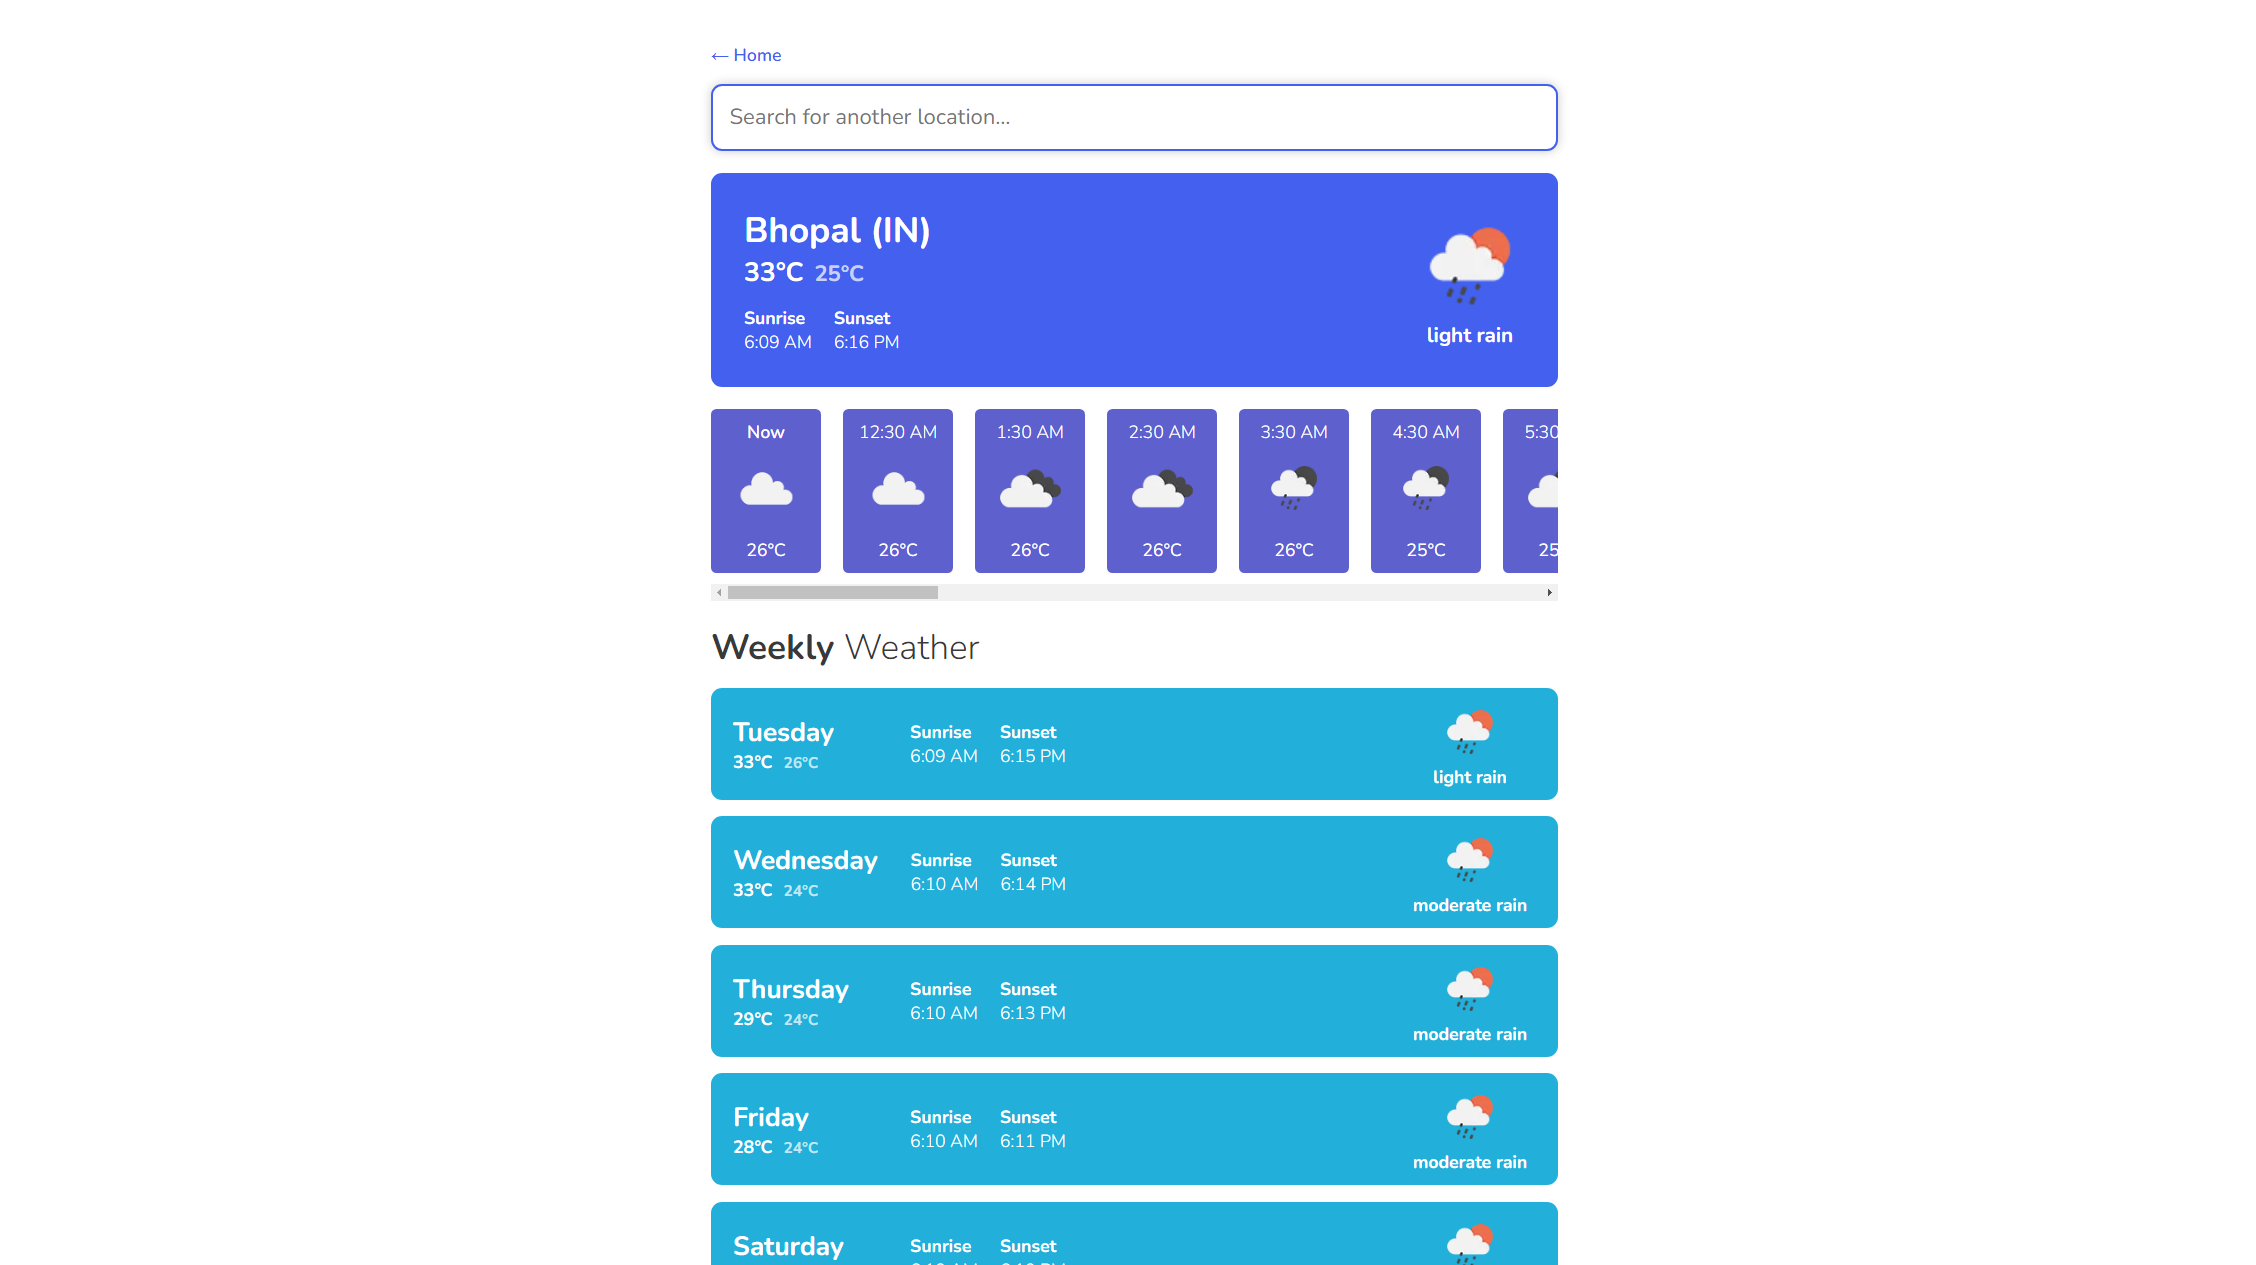 ← Home
Search for another location...
Bhopal (IN)
33°C 25°C
Sunrise Sunset
6:09 AM 6:16 PM
light rain
Now 12:30 AM 1:30 AM 2:30 AM 3:30 AM 4:30 AM 5:30
26°C 26°C 26°C 26°C 26°C 25°C 25
Weekly Weather
Tuesday
33°C 26°C
Sunrise Sunset
6:09 AM 6:15 PM
light rain
Wednesday
33°C 24°C
Sunrise Sunset
6:10 AM 6:14 PM
moderate rain
Thursday
29°C 24°C
Sunrise Sunset
6:10 AM 6:13 PM
moderate rain
Friday
28°C 24°C
Sunrise Sunset
6:10 AM 6:11 PM
moderate rain
Saturday
Sunrise Sunset